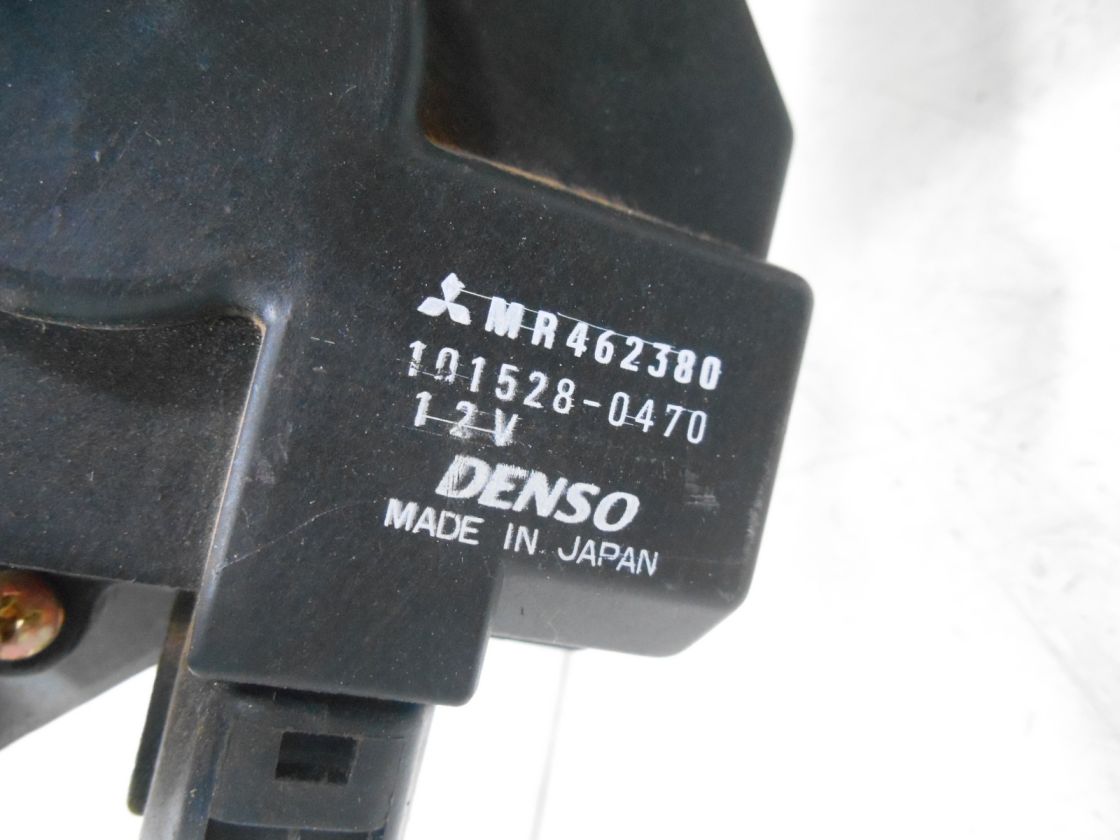 MR462380
101528-0470
12V
DENSO
MADE IN JAPAN